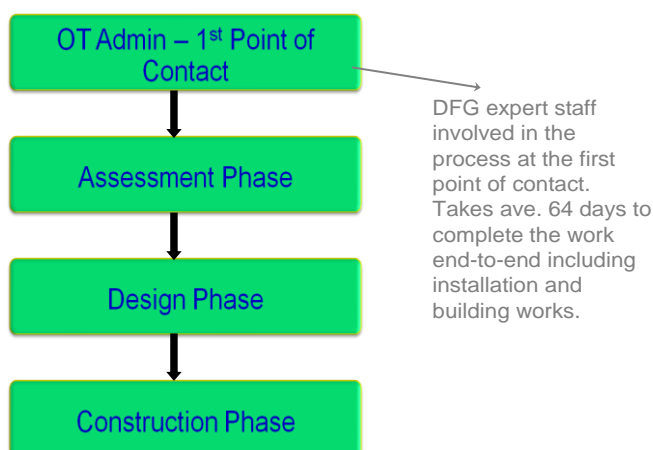 OT Admin – 1st Point of
Contact
DFG expert staff
involved in the
process at the first
point of contact.
Takes ave. 64 days to
complete the work
end-to-end including
installation and
building works.
Assessment Phase
Design Phase
Construction Phase